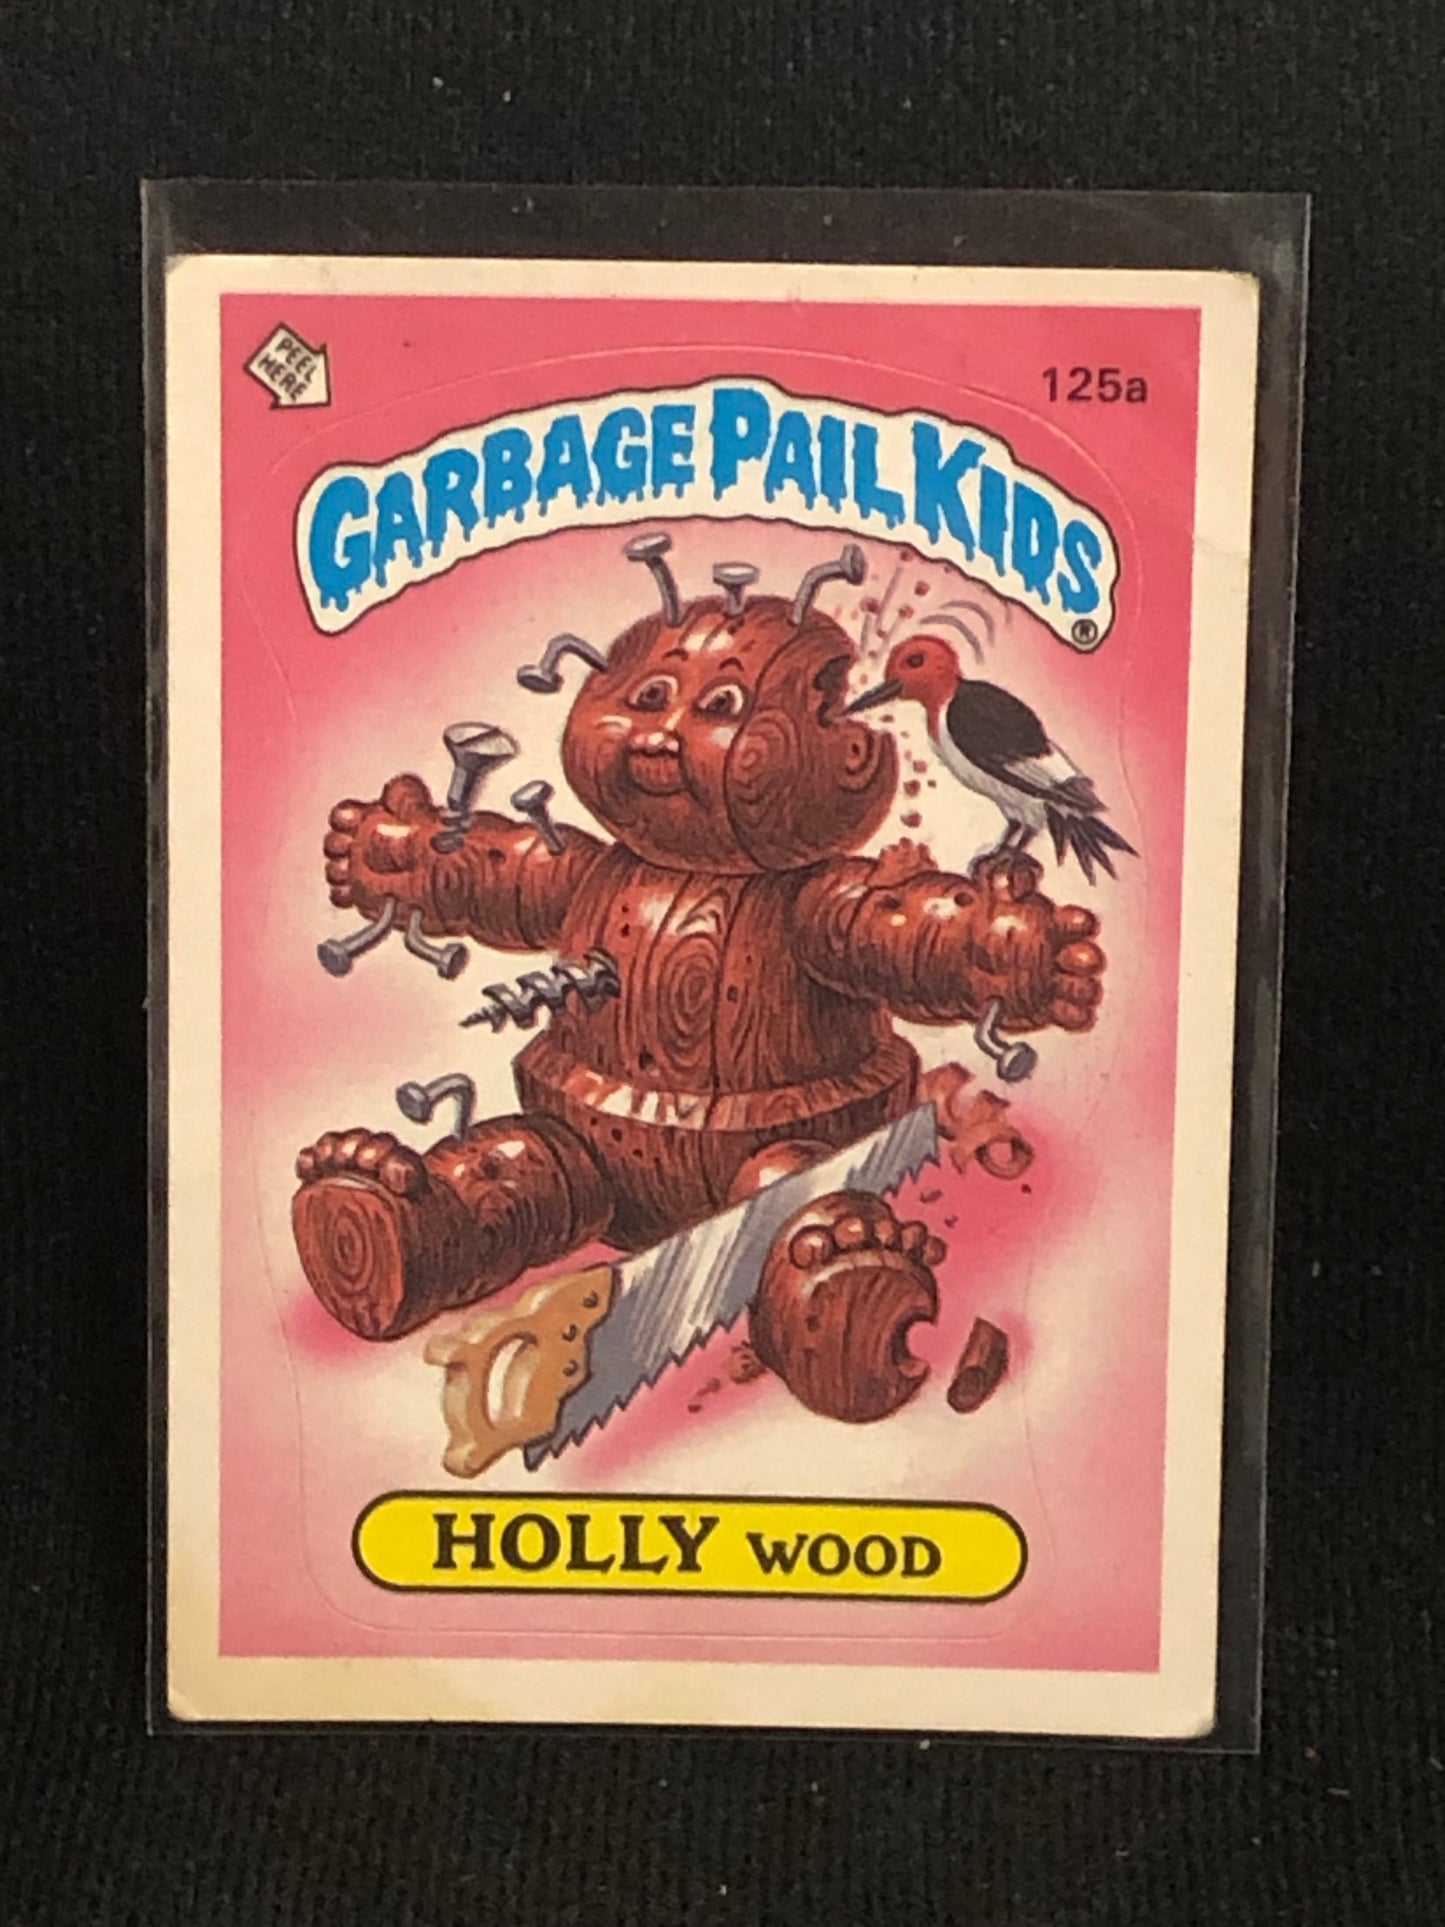 PEEL
HERE
125a
GARBAGE PAIL KIDS
®
HOLLY WOOD